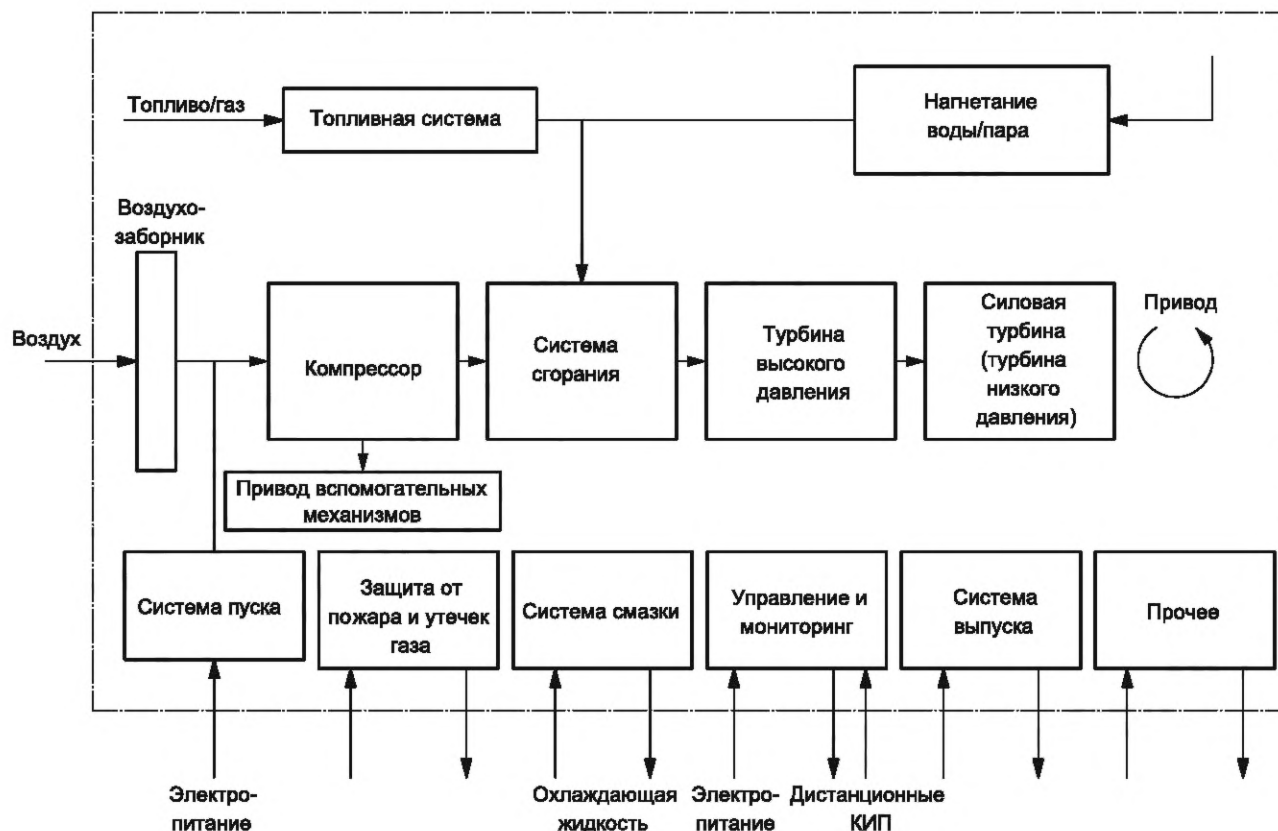 Топливо/газ
Топливная система
Нагнетание
воды/пара
Воздухо-
заборник
Воздух
Компрессор
Система
сгорания
Турбина
высокого
давления
Силовая
турбина
(турбина
низкого
давления)
Привод
Привод вспомогательных
механизмов
Система пуска
Защита от
пожара и утечек
газа
Система смазки
Управление и
мониторинг
Система
выпуска
Прочее
Электро-
питание
Охлаждающая
жидкость
Электро-
питание
Дистанционные
КИП